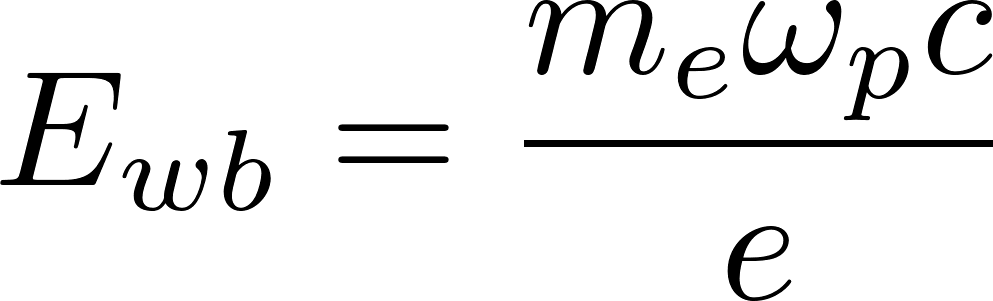 E_{wb} = \frac{m_e \omega_p c}{e}